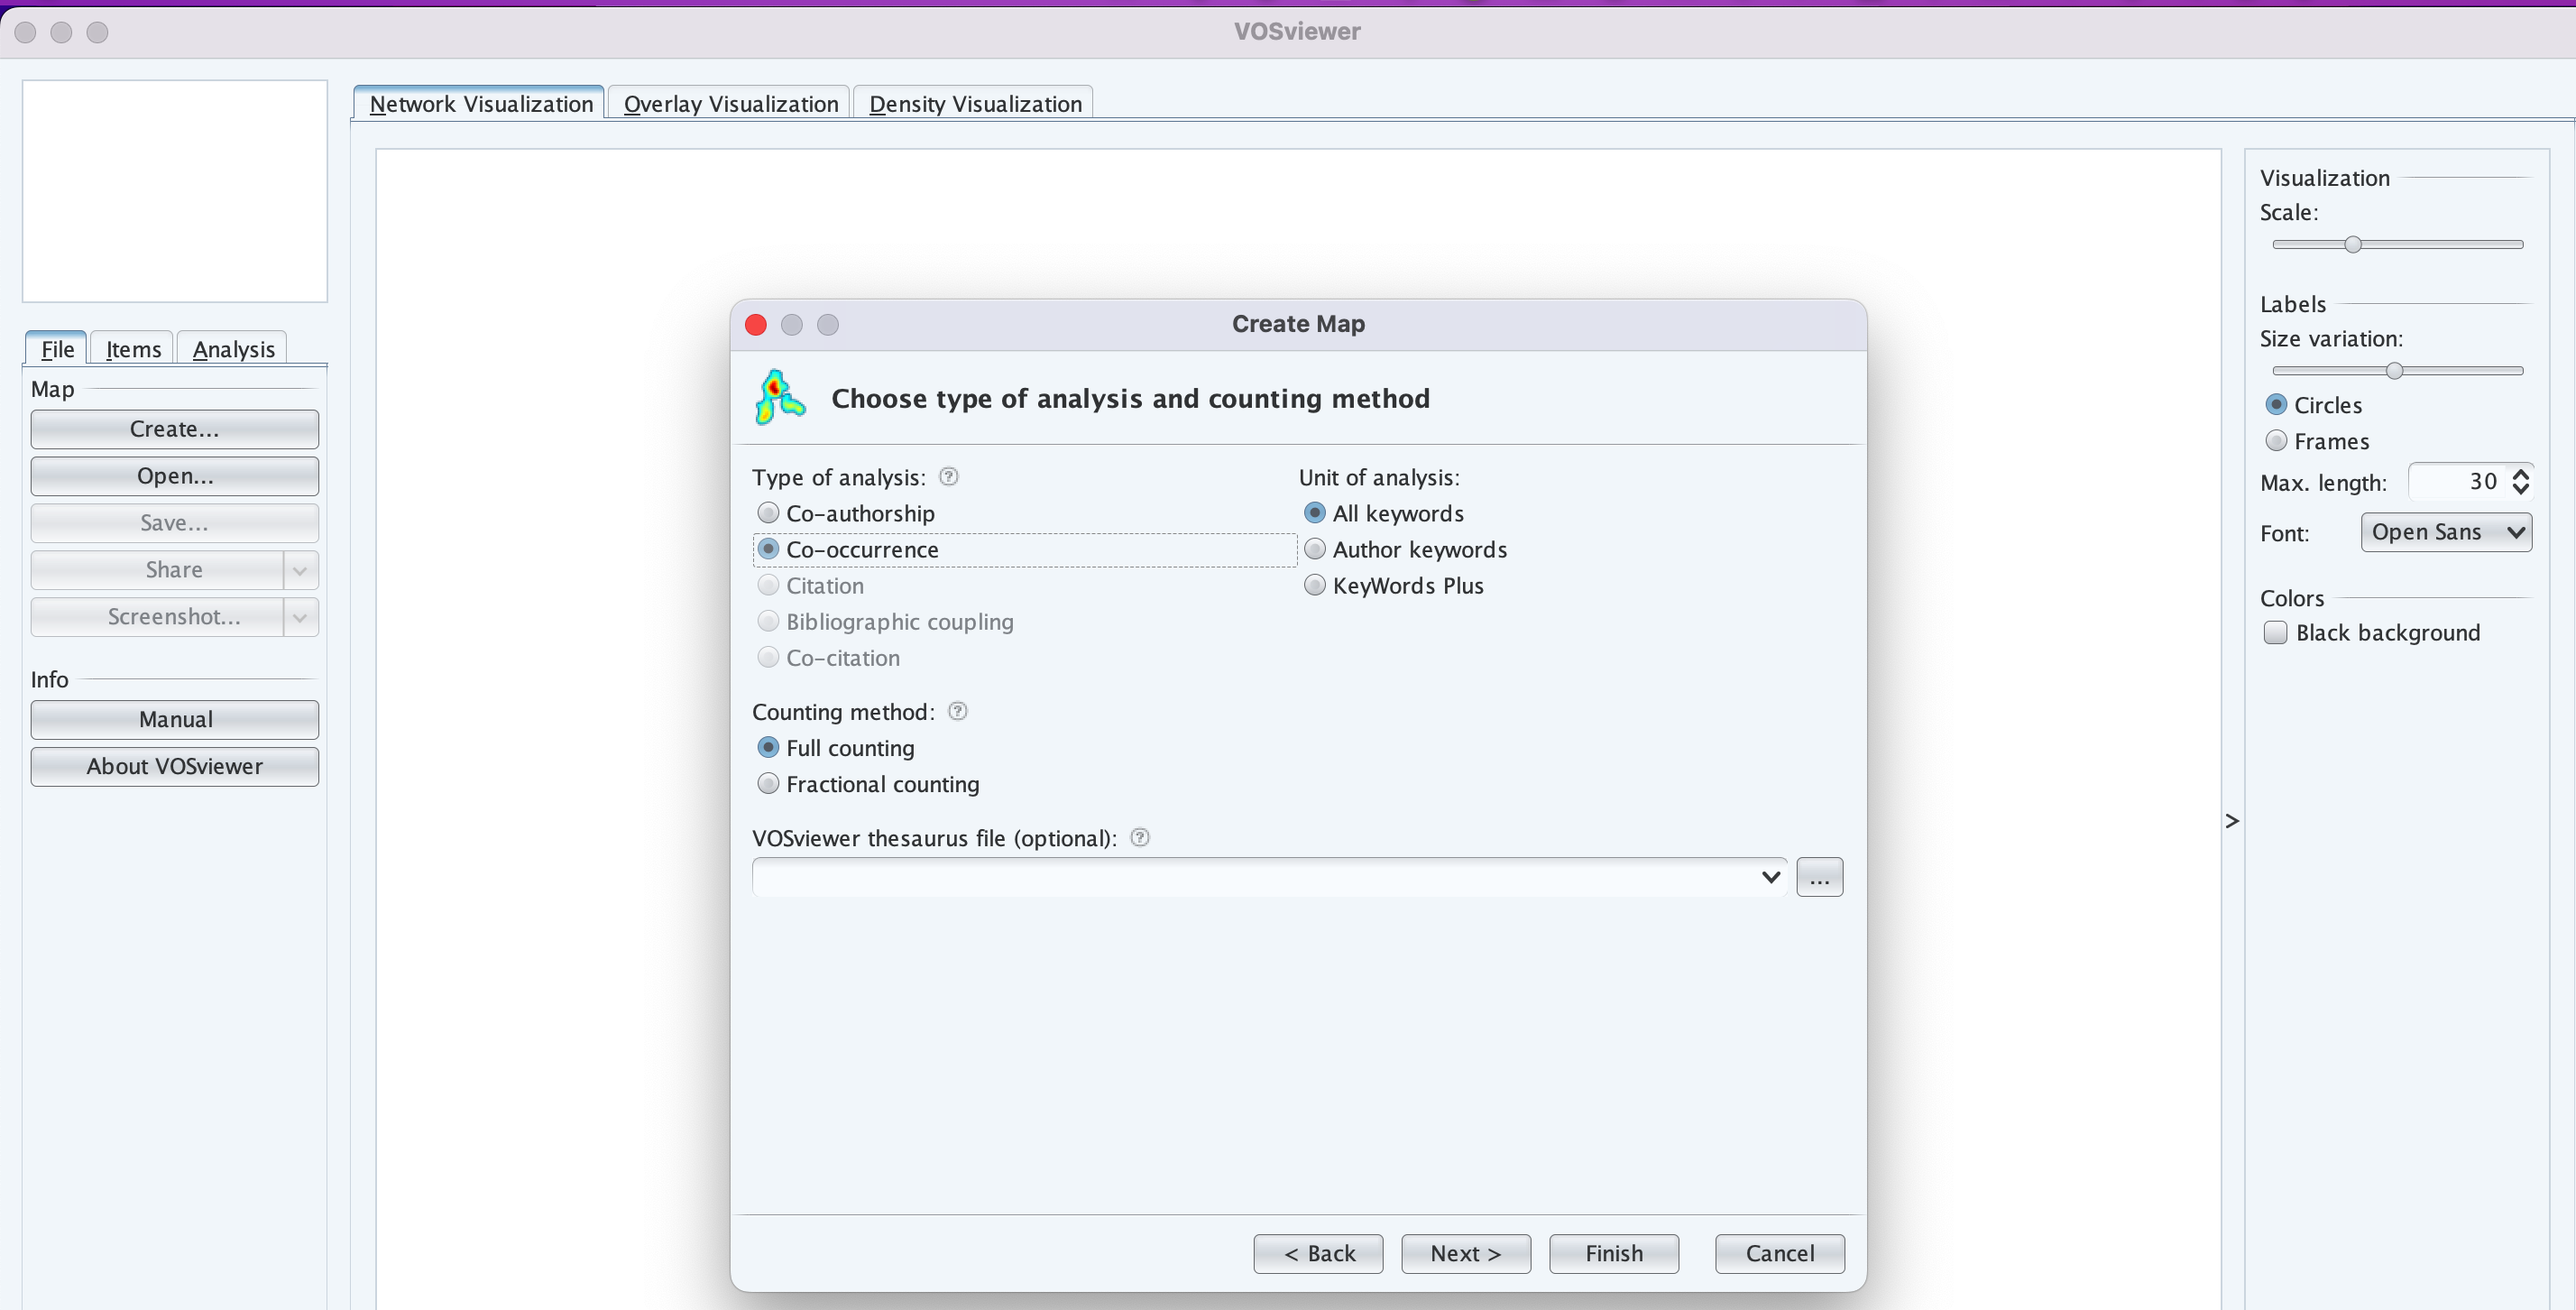 VOSviewer
Network Visualization
Overlay Visualization
Density Visualization
File
Items
Analysis
Map
Create...
Open...
Save...
Share
Screenshot...
Info
Manual
About VOSviewer
Create Map
Choose type of analysis and counting method
Type of analysis: ?
Co-authorship
Co-occurrence
Citation
Bibliographic coupling
Co-citation
Unit of analysis:
All keywords
Author keywords
KeyWords Plus
Counting method: ?
Full counting
Fractional counting
VOSviewer thesaurus file (optional): ?
...
< Back
Next >
Finish
Cancel
>
Visualization
Scale:
Labels
Size variation:
Circles
Frames
Max. length: 30
Font: Open Sans
Colors
Black background